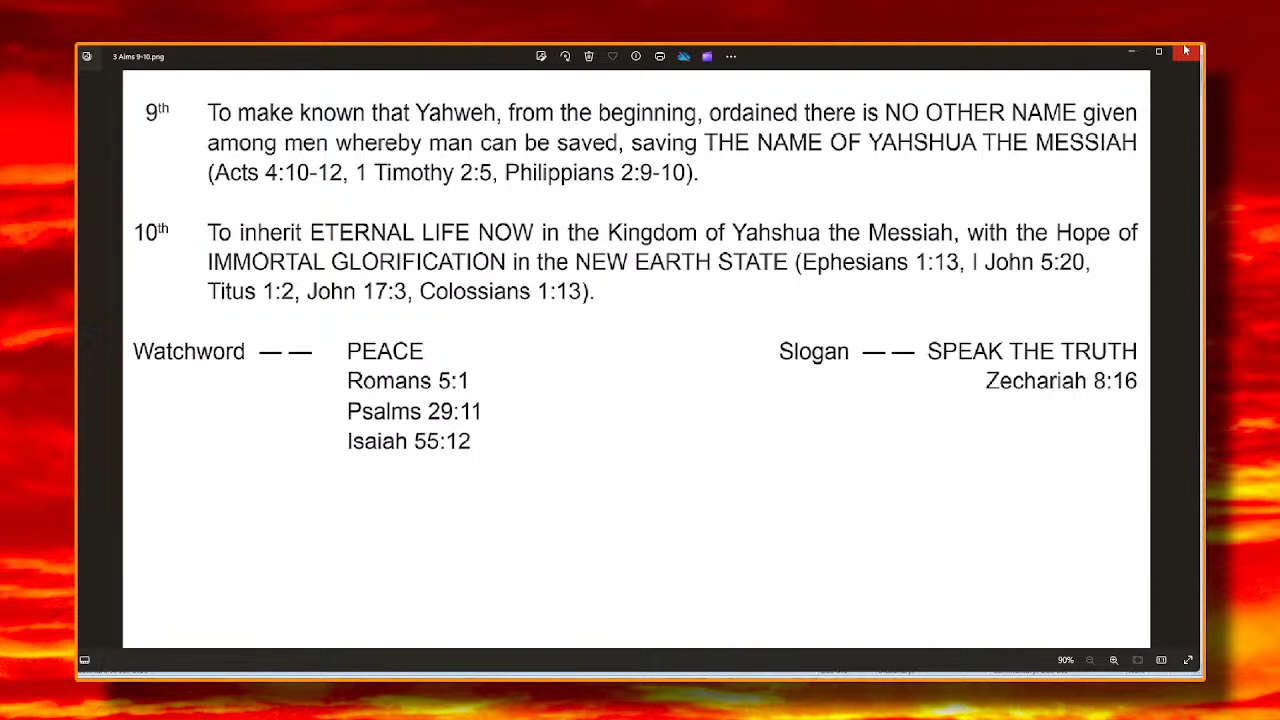 3 Aims 9-10.png
9th To make known that Yahweh, from the beginning, ordained there is NO OTHER NAME given
among men whereby man can be saved, saving THE NAME OF YAHSHUA THE MESSIAH
(Acts 4:10-12, 1 Timothy 2:5, Philippians 2:9-10).
10th To inherit ETERNAL LIFE NOW in the Kingdom of Yahshua the Messiah, with the Hope of
IMMORTAL GLORIFICATION in the NEW EARTH STATE (Ephesians 1:13, I John 5:20,
Titus 1:2, John 17:3, Colossians 1:13).
Watchword — — PEACE Slogan — — SPEAK THE TRUTH
Romans 5:1 Zechariah 8:16
Psalms 29:11
Isaiah 55:12
90%